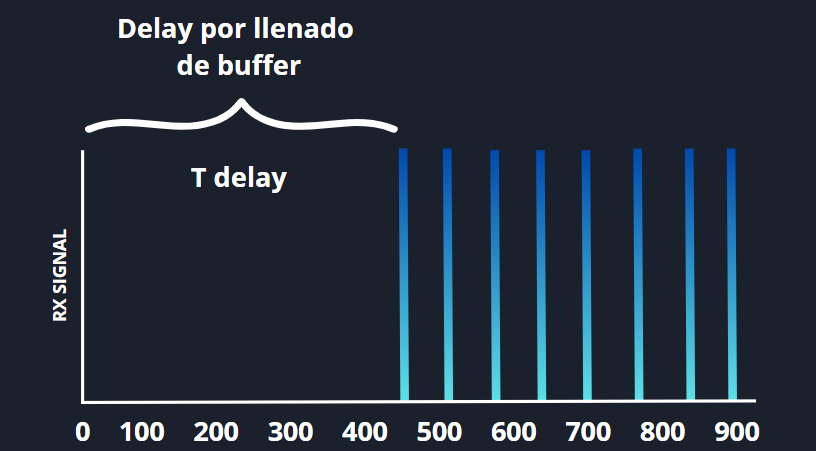 Delay por llenado
de buffer
T delay
RX SIGNAL
0 100 200 300 400 500 600 700 800 900